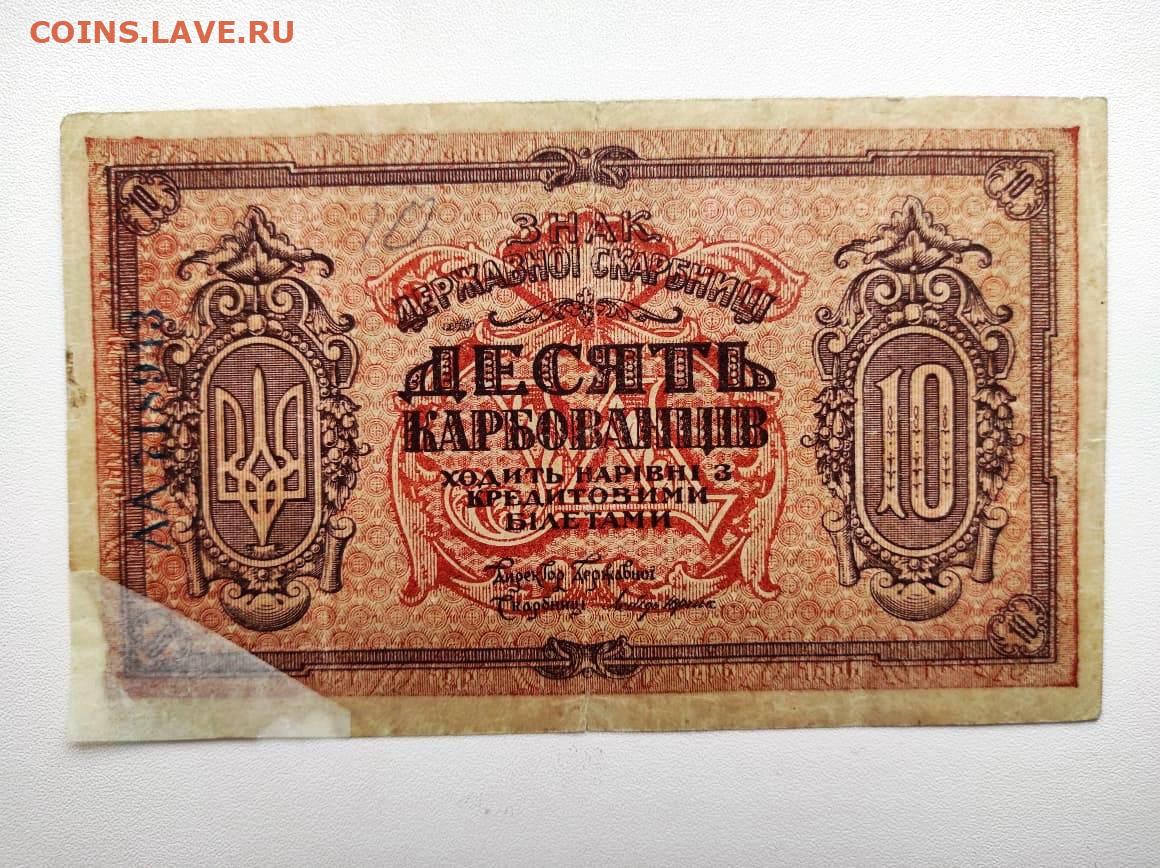 COINS.LAVE.RU
10
10
10
ЗНАК
ДЕРЖАВНОЇ СКАРБНИЦІ
ДЕСЯТЬ
КАРБОВАНЦІВ
ХОДИТЬ НАРІВНІ З
КРЕДИТОВИМИ
БІЛЕТАМИ
10
Директор Державної
Скарбниці
10